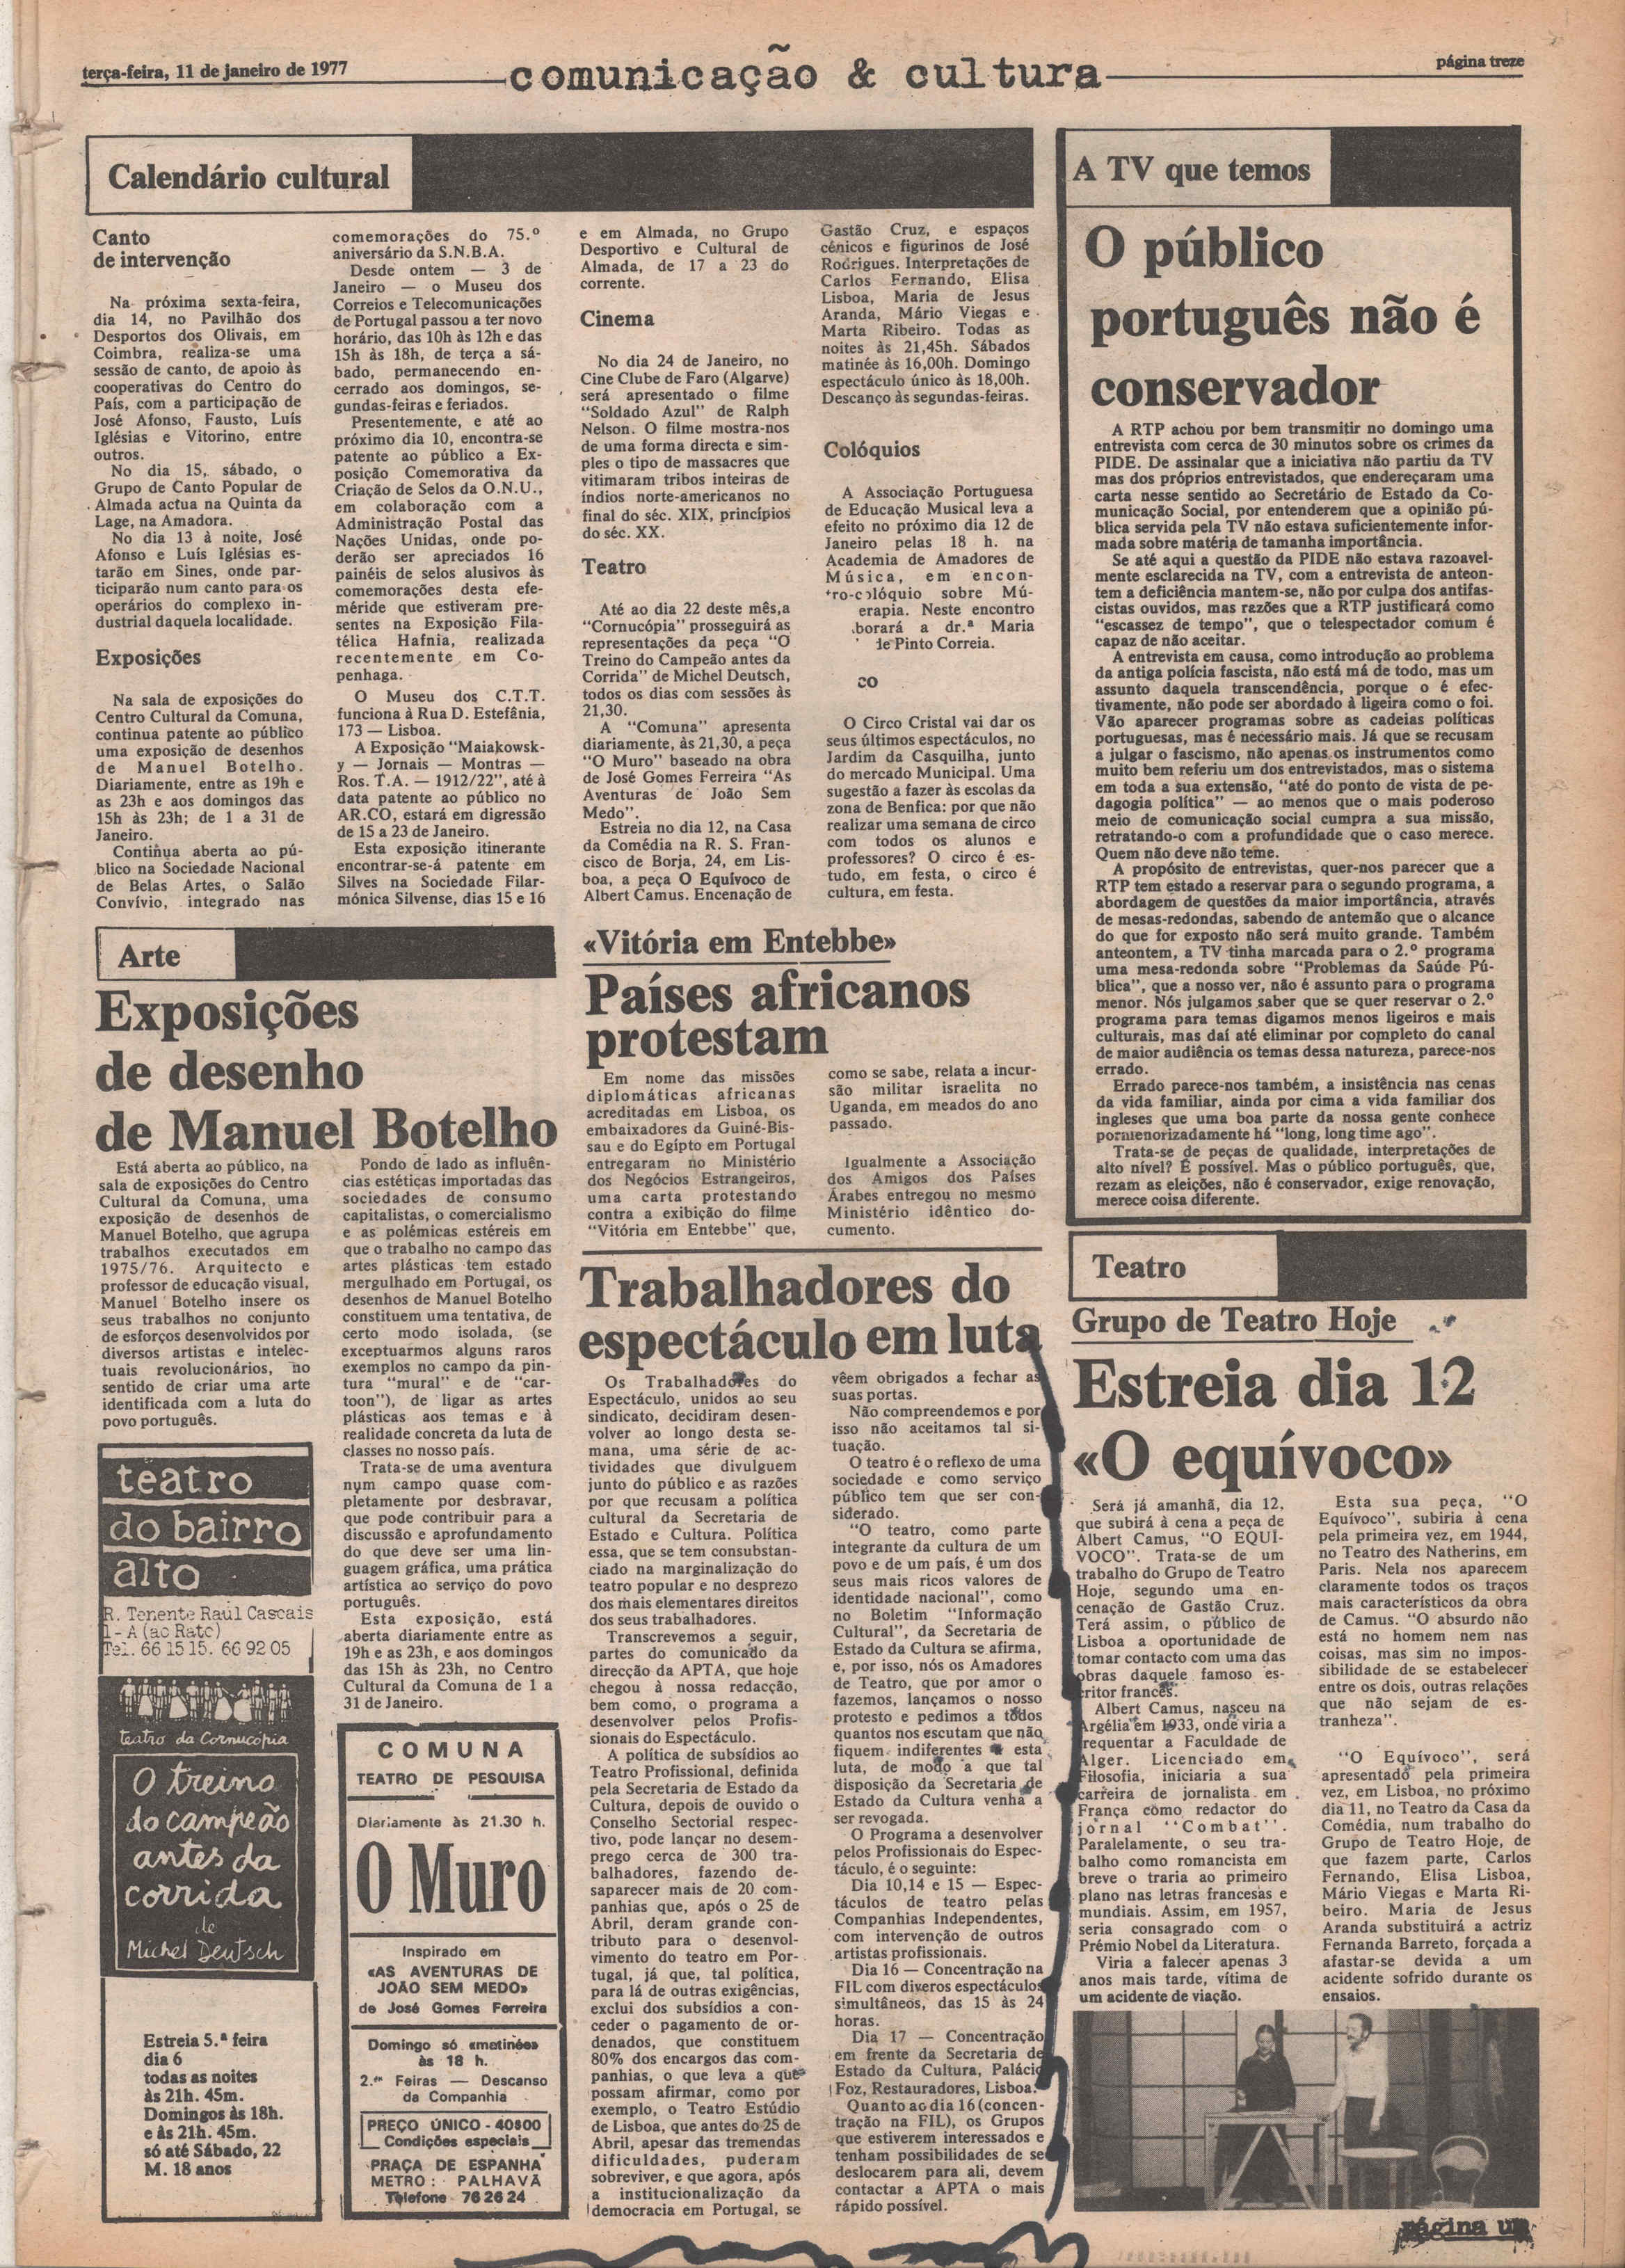 terça-feira, 11 de janeiro de 1977
comunicação & cultura
página treze
Calendário cultural
Canto
de intervenção
Na próxima sexta-feira,
dia 14, no Pavilhão dos
Desportos dos Olivais, em
Coimbra, realiza-se uma
sessão de canto, de apoio às
cooperativas do Centro do
País, com a participação de
José Afonso, Fausto, Luís
Iglésias e Vitorino, entre
outros.
No dia 15, sábado, o
Grupo de Canto Popular de
Almada actua na Quinta da
Lage, na Amadora.
No dia 13 à noite, José
Afonso e Luís Iglésias es-
tarão em Sines, onde par-
ticiparão num canto para os
operários do complexo in-
dustrial daquela localidade.
Exposições
Na sala de exposições do
Centro Cultural da Comuna,
continua patente ao público
uma exposição de desenhos
de Manuel Botelho.
Diariamente, entre as 19h e
as 23h e aos domingos das
15h às 23h; de 1 a 31 de
Janeiro.
Continua aberta ao pú-
blico na Sociedade Nacional
de Belas Artes, o Salão
Convívio, integrado nas
comemorações do 75.º
aniversário da S.N.B.A.
Desde ontem — 3 de
Janeiro — o Museu dos
Correios e Telecomunicações
de Portugal passou a ter novo
horário, das 10h às 12h e das
15h às 18h, de terça a sá-
bado, permanecendo en-
cerrado aos domingos, se-
gundas-feiras e feriados.
Presentemente, e até ao
próximo dia 10, encontra-se
patente ao público a Ex-
posição Comemorativa da
Criação de Selos da O.N.U.,
em colaboração com a
Administração Postal das
Nações Unidas, onde po-
derão ser apreciados 16
painéis de selos alusivos às
comemorações desta efe-
méride que estiveram pre-
sentes na Exposição Fila-
télica Hafnia, realizada
recentemente em Co-
penhaga.
O Museu dos C.T.T.
funciona à Rua D. Estefânia,
173 — Lisboa.
A Exposição "Maiakowsk-
y — Jornais — Montras —
Ros. T.A. — 1912/22", até à
data patente ao público no
AR.CO, estará em digressão
de 15 a 23 de Janeiro.
Esta exposição itinerante
encontrar-se-á patente em
Silves na Sociedade Filar-
mónica Silvense, dias 15 e 16
e em Almada, no Grupo
Desportivo e Cultural de
Almada, de 17 a 23 do
corrente.
Cinema
No dia 24 de Janeiro, no
Cine Clube de Faro (Algarve)
será apresentado o filme
"Soldado Azul" de Ralph
Nelson. O filme mostra-nos
de uma forma directa e sim-
ples o tipo de massacres que
vitimaram tribos inteiras de
índios norte-americanos no
final do séc. XIX, princípios
do séc. XX.
Teatro
Até ao dia 22 deste mês,a
"Cornucópia" prosseguirá as
representações da peça "O
Treino do Campeão antes da
Corrida" de Michel Deutsch,
todos os dias com sessões às
21,30.
A "Comuna" apresenta
diariamente, às 21,30, a peça
"O Muro" baseado na obra
de José Gomes Ferreira "As
Aventuras de João Sem
Medo".
Estreia no dia 12, na Casa
da Comédia na R. S. Fran-
cisco de Borja, 24, em Lis-
boa, a peça O Equívoco de
Albert Camus. Encenação de
Gastão Cruz, e espaços
cénicos e figurinos de José
Rodrigues. Interpretações de
Carlos Fernando, Elisa
Lisboa, Maria de Jesus
Aranda, Mário Viegas e
Marta Ribeiro. Todas as
noites às 21,45h. Sábados
matinée às 16,00h. Domingo
espectáculo único às 18,00h.
Descanço às segundas-feiras.
Colóquios
A Associação Portuguesa
de Educação Musical leva a
efeito no próximo dia 12 de
Janeiro pelas 18 h. na
Academia de Amadores de
Música, em encon-
tro-colóquio sobre Mú-
erapia. Neste encontro
borará a dr.ª Maria
de Pinto Correia.
co
O Circo Cristal vai dar os
seus últimos espectáculos, no
Jardim da Casquilha, junto
do mercado Municipal. Uma
sugestão a fazer às escolas da
zona de Benfica: por que não
realizar uma semana de circo
com todos os alunos e
professores? O circo é es-
tudo, em festa, o circo é
cultura, em festa.
A TV que temos
O público
português não é
conservador
A RTP achou por bem transmitir no domingo uma
entrevista com cerca de 30 minutos sobre os crimes da
PIDE. De assinalar que a iniciativa não partiu da TV
mas dos próprios entrevistados, que endereçaram uma
carta nesse sentido ao Secretário de Estado da Co-
municação Social, por entenderem que a opinião pú-
blica servida pela TV não estava suficientemente infor-
mada sobre matéria de tamanha importância.
Se até aqui a questão da PIDE não estava razoavel-
mente esclarecida na TV, com a entrevista de anteon-
tem a deficiência mantem-se, não por culpa dos antifas-
cistas ouvidos, mas razões que a RTP justificará como
"escassez de tempo", que o telespectador comum é
capaz de não aceitar.
A entrevista em causa, como introdução ao problema
da antiga polícia fascista, não está má de todo, mas um
assunto daquela transcendência, porque o é efec-
tivamente, não pode ser abordado à ligeira como o foi.
Vão aparecer programas sobre as cadeias políticas
portuguesas, mas é necessário mais. Já que se recusam
a julgar o fascismo, não apenas os instrumentos como
muito bem referiu um dos entrevistados, mas o sistema
em toda a sua extensão, "até do ponto de vista de pe-
dagogia política" — ao menos que o mais poderoso
meio de comunicação social cumpra a sua missão,
retratando-o com a profundidade que o caso merece.
Quem não deve não teme.
A propósito de entrevistas, quer-nos parecer que a
RTP tem estado a reservar para o segundo programa, a
abordagem de questões da maior importância, através
de mesas-redondas, sabendo de antemão que o alcance
do que for exposto não será muito grande. Também
anteontem, a TV tinha marcada para o 2.º programa
uma mesa-redonda sobre "Problemas da Saúde Pú-
blica", que a nosso ver, não é assunto para o programa
menor. Nós julgamos saber que se quer reservar o 2.º
programa para temas digamos menos ligeiros e mais
culturais, mas daí até eliminar por completo do canal
de maior audiência os temas dessa natureza, parece-nos
errado.
Errado parece-nos também, a insistência nas cenas
da vida familiar, ainda por cima a vida familiar dos
ingleses que uma boa parte da nossa gente conhece
pormenorizadamente há "long, long time ago".
Trata-se de peças de qualidade, interpretações de
alto nível? É possível. Mas o público português, que,
rezam as eleições, não é conservador, exige renovação,
merece coisa diferente.
Arte
Exposições
de desenho
de Manuel Botelho
Está aberta ao público, na
sala de exposições do Centro
Cultural da Comuna, uma
exposição de desenhos de
Manuel Botelho, que agrupa
trabalhos executados em
1975/76. Arquitecto e
professor de educação visual,
Manuel Botelho insere os
seus trabalhos no conjunto
de esforços desenvolvidos por
diversos artistas e intelec-
tuais revolucionários, no
sentido de criar uma arte
identificada com a luta do
povo português.
Pondo de lado as influên-
cias estéticas importadas das
sociedades de consumo
capitalistas, o comercialismo
e as polémicas estéreis em
que o trabalho no campo das
artes plásticas tem estado
mergulhado em Portugal, os
desenhos de Manuel Botelho
constituem uma tentativa, de
certo modo isolada, (se
exceptuarmos alguns raros
exemplos no campo da pin-
tura "mural" e de "car-
toon"), de ligar as artes
plásticas aos temas e à
realidade concreta da luta de
classes no nosso país.
Trata-se de uma aventura
num campo quase com-
pletamente por desbravar,
que pode contribuir para a
discussão e aprofundamento
do que deve ser uma lin-
guagem gráfica, uma prática
artística ao serviço do povo
português.
Esta exposição, está
aberta diariamente entre as
19h e as 23h, e aos domingos
das 15h às 23h, no Centro
Cultural da Comuna de 1 a
31 de Janeiro.
teatro
do bairro
alto
R. Tenente Raul Cascais
1-A (ao Rato)
Tel. 66 15 15. 66 92 05
teatro da Cornucópia
O treino
do campeão
antes da
corrida
de
Michel Deutsch
Estreia 5.ª feira
dia 6
todas as noites
às 21h. 45m.
Domingos às 18h.
e às 21h. 45m.
só até Sábado, 22
M. 18 anos
COMUNA
TEATRO DE PESQUISA
Diariamente às 21.30 h.
O Muro
Inspirado em
«AS AVENTURAS DE
JOÃO SEM MEDO»
de José Gomes Ferreira
Domingo só «matinée»
às 18 h.
2.as Feiras — Descanso
da Companhia
PREÇO ÚNICO - 40$00
Condições especiais
PRAÇA DE ESPANHA
METRO: PALHAVÃ
Telefone 76 26 24
«Vitória em Entebbe»
Países africanos
protestam
Em nome das missões
diplomáticas africanas
acreditadas em Lisboa, os
embaixadores da Guiné-Bis-
sau e do Egípto em Portugal
entregaram no Ministério
dos Negócios Estrangeiros,
uma carta protestando
contra a exibição do filme
"Vitória em Entebbe" que,
como se sabe, relata a incur-
são militar israelita no
Uganda, em meados do ano
passado.
Igualmente a Associação
dos Amigos dos Países
Árabes entregou no mesmo
Ministério idêntico do-
cumento.
Trabalhadores do
espectáculo em luta
Os Trabalhadores do
Espectáculo, unidos ao seu
sindicato, decidiram desen-
volver ao longo desta se-
mana, uma série de ac-
tividades que divulguem
junto do público e as razões
por que recusam a política
cultural da Secretaria de
Estado e Cultura. Política
essa, que se tem consubstan-
ciado na marginalização do
teatro popular e no desprezo
dos mais elementares direitos
dos seus trabalhadores.
Transcrevemos a seguir,
partes do comunicado da
direcção da APTA, que hoje
chegou à nossa redacção,
bem como, o programa a
desenvolver pelos Profis-
sionais do Espectáculo.
A política de subsídios ao
Teatro Profissional, definida
pela Secretaria de Estado da
Cultura, depois de ouvido o
Conselho Sectorial respec-
tivo, pode lançar no desem-
prego cerca de 300 tra-
balhadores, fazendo de-
saparecer mais de 20 com-
panhias que, após o 25 de
Abril, deram grande con-
tributo para o desenvol-
vimento do teatro em Por-
tugal, já que, tal política,
para lá de outras exigências,
exclui dos subsídios a con-
ceder o pagamento de or-
denados, que constituem
80% dos encargos das com-
panhias, o que leva a que
possam afirmar, como por
exemplo, o Teatro Estúdio
de Lisboa, que antes do 25 de
Abril, apesar das tremendas
dificuldades, puderam
sobreviver, e que agora, após
a institucionalização da
democracia em Portugal, se
vêem obrigados a fechar as
suas portas.
Não compreendemos e por
isso não aceitamos tal si-
tuação.
O teatro é o reflexo de uma
sociedade e como serviço
público tem que ser con-
siderado.
"O teatro, como parte
integrante da cultura de um
povo e de um país, é um dos
seus mais ricos valores de
identidade nacional", como
no Boletim "Informação
Cultural", da Secretaria de
Estado da Cultura se afirma,
e, por isso, nós os Amadores
de Teatro, que por amor o
fazemos, lançamos o nosso
protesto e pedimos a todos
quantos nos escutam que não
fiquem indiferentes a esta
luta, de modo a que tal
disposição da Secretaria de
Estado da Cultura venha a
ser revogada.
O Programa a desenvolver
pelos Profissionais do Espec-
táculo, é o seguinte:
Dia 10,14 e 15 — Espec-
táculos de teatro pelas
Companhias Independentes,
com intervenção de outros
artistas profissionais.
Dia 16 — Concentração na
FIL com diveros espectáculos
simultâneos, das 15 às 24
horas.
Dia 17 — Concentração
em frente da Secretaria de
Estado da Cultura, Palácio
Foz, Restauradores, Lisboa.
Quanto ao dia 16 (concen-
tração na FIL), os Grupos
que estiverem interessados e
tenham possibilidades de se
deslocarem para ali, devem
contactar a APTA o mais
rápido possível.
Teatro
Grupo de Teatro Hoje
Estreia dia 12
«O equívoco»
Será já amanhã, dia 12,
que subirá à cena a peça de
Albert Camus, "O EQUI-
VOCO". Trata-se de um
trabalho do Grupo de Teatro
Hoje, segundo uma en-
cenação de Gastão Cruz.
Terá assim, o público de
Lisboa a oportunidade de
tomar contacto com uma das
obras daquele famoso es-
critor francês.
Albert Camus, nasceu na
Argélia em 1933, onde viria a
requentar a Faculdade de
Alger. Licenciado em
Filosofia, iniciaria a sua
carreira de jornalista em
França como redactor do
jornal "Combat".
Paralelamente, o seu tra-
balho como romancista em
breve o traria ao primeiro
plano nas letras francesas e
mundiais. Assim, em 1957,
seria consagrado com o
Prémio Nobel da Literatura.
Viria a falecer apenas 3
anos mais tarde, vítima de
um acidente de viação.
Esta sua peça, "O
Equívoco", subiria à cena
pela primeira vez, em 1944,
no Teatro des Natherins, em
Paris. Nela nos aparecem
claramente todos os traços
mais característicos da obra
de Camus. "O absurdo não
está no homem nem nas
coisas, mas sim no impos-
sibilidade de se estabelecer
entre os dois, outras relações
que não sejam de es-
tranheza".
"O Equívoco", será
apresentado pela primeira
vez, em Lisboa, no próximo
dia 11, no Teatro da Casa da
Comédia, num trabalho do
Grupo de Teatro Hoje, de
que fazem parte, Carlos
Fernando, Elisa Lisboa,
Mário Viegas e Marta Ri-
beiro. Maria de Jesus
Aranda substituirá a actriz
Fernanda Barreto, forçada a
afastar-se devida a um
acidente sofrido durante os
ensaios.
página um